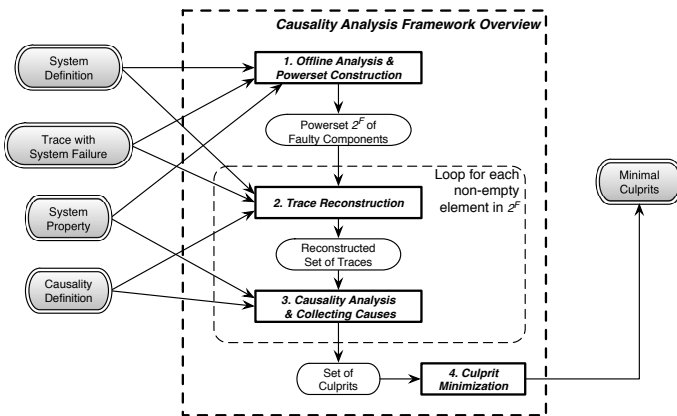 Causality Analysis Framework Overview
System
Definition
1. Offline Analysis &
Powerset Construction
Trace with
System Failure
Powerset 2^F of
Faulty Components
Loop for each
non-empty
element in 2^F
Minimal
Culprits
System
Property
2. Trace Reconstruction
Reconstructed
Set of Traces
Causality
Definition
3. Causality Analysis
& Collecting Causes
Set of
Culprits
4. Culprit
Minimization